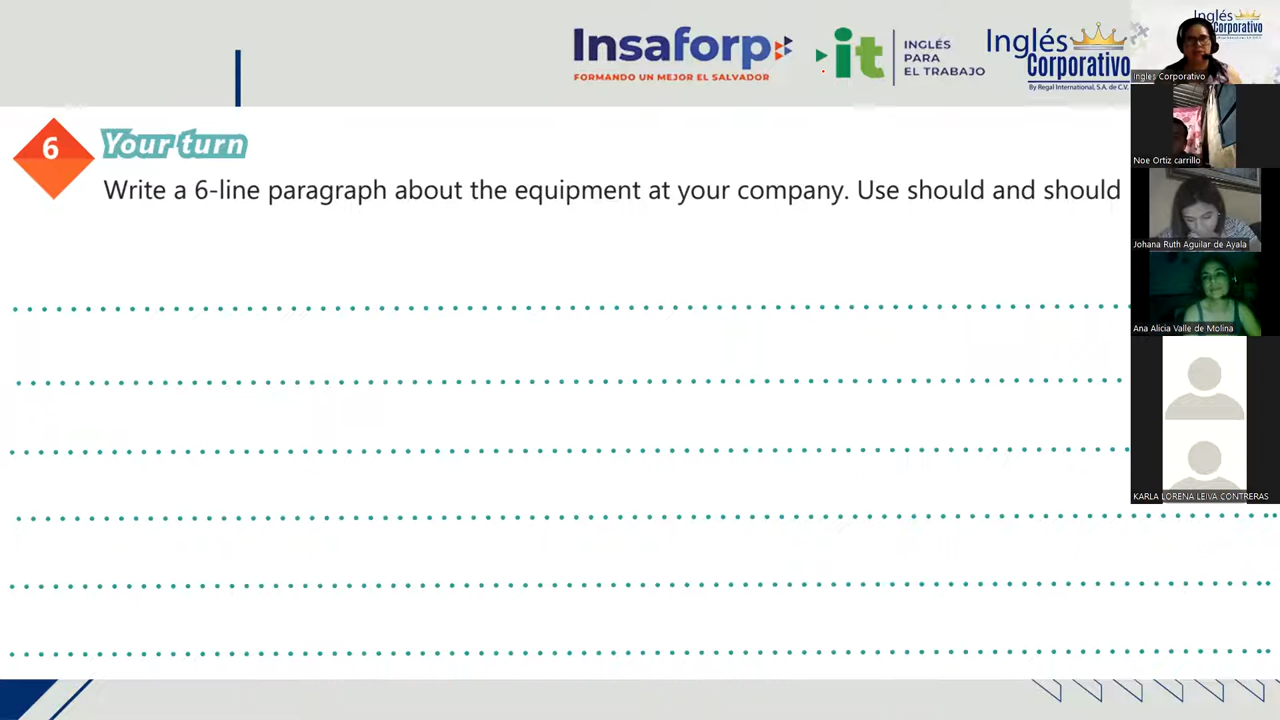 Insaforp
FORMANDO UN MEJOR EL SALVADOR
it
INGLÉS
PARA
EL TRABAJO
Inglés
Corporativo
By Regal International, S.A. de C.V.
Inglés
Corporativo
Ingles Corporativo
6
Your turn
Write a 6-line paragraph about the equipment at your company. Use should and should
Noe Ortiz carrillo
Johana Ruth Aguilar de Ayala
Ana Alicia Valle de Molina
KARLA LORENA LEIVA CONTRERAS